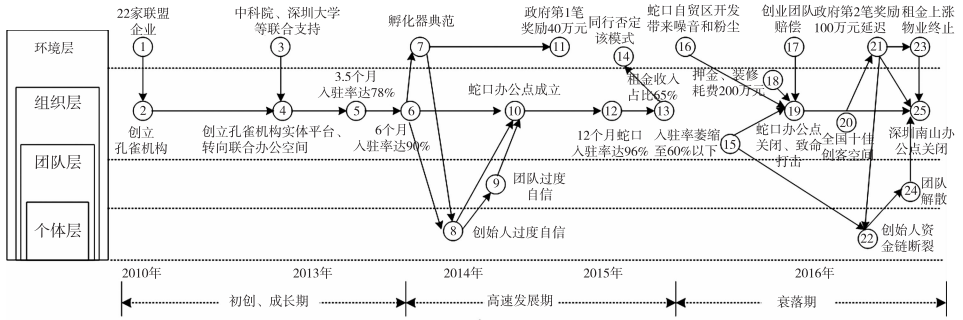 22家联盟
企业
中科院、深圳大学
等联合支持
孵化器典范
政府第1笔
奖励40万元
同行否定
该模式
蛇口自贸区开发
带来噪音和粉尘
创业团队
赔偿
政府第2笔奖励
100万元延迟
租金上涨
物业终止
环境层
1
3
7
11
14
16
17
21
23
组织层
3.5个月
入驻率达78%
蛇口办公点成立
租金收入
占比65%
押金、装修
耗费200万元
18
2
4
5
6
10
12
13
19
20
25
创立
孔雀机构
创立孔雀机构实体平台、
转向联合办公空间
6个月
入驻率达90%
12个月蛇口
入驻率达96%
入驻率萎缩
至60%以下
15
蛇口办公点
关闭、致命
打击
全国十佳
创客空间
深圳南山办
公点关闭
团队层
9
团队过度
自信
24
团队
解散
个体层
8
创始人过度自信
22
创始人资
金链断裂
2010年
2013年
2014年
2015年
2016年
初创、成长期
高速发展期
衰落期